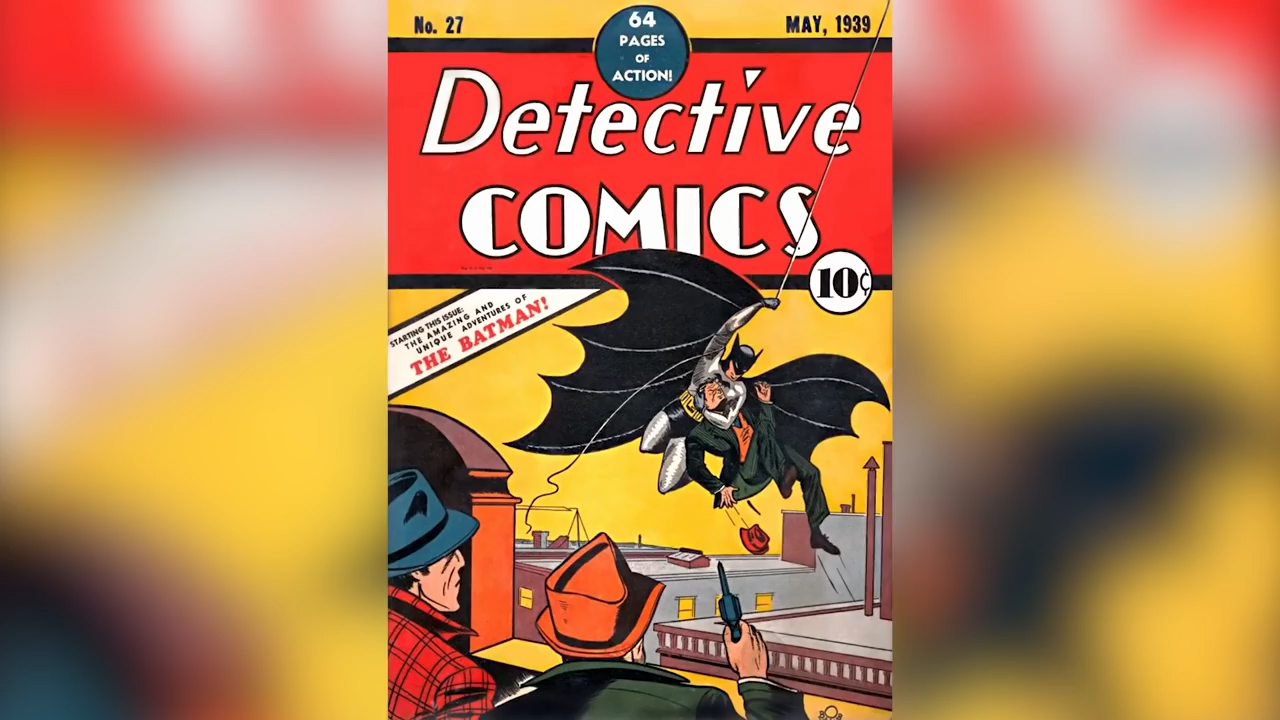 No. 27
64
PAGES
OF
ACTION!
MAY, 1939
Detective
COMICS
10¢
STARTING THIS ISSUE:
THE AMAZING AND
UNIQUE ADVENTURES OF
THE BATMAN!